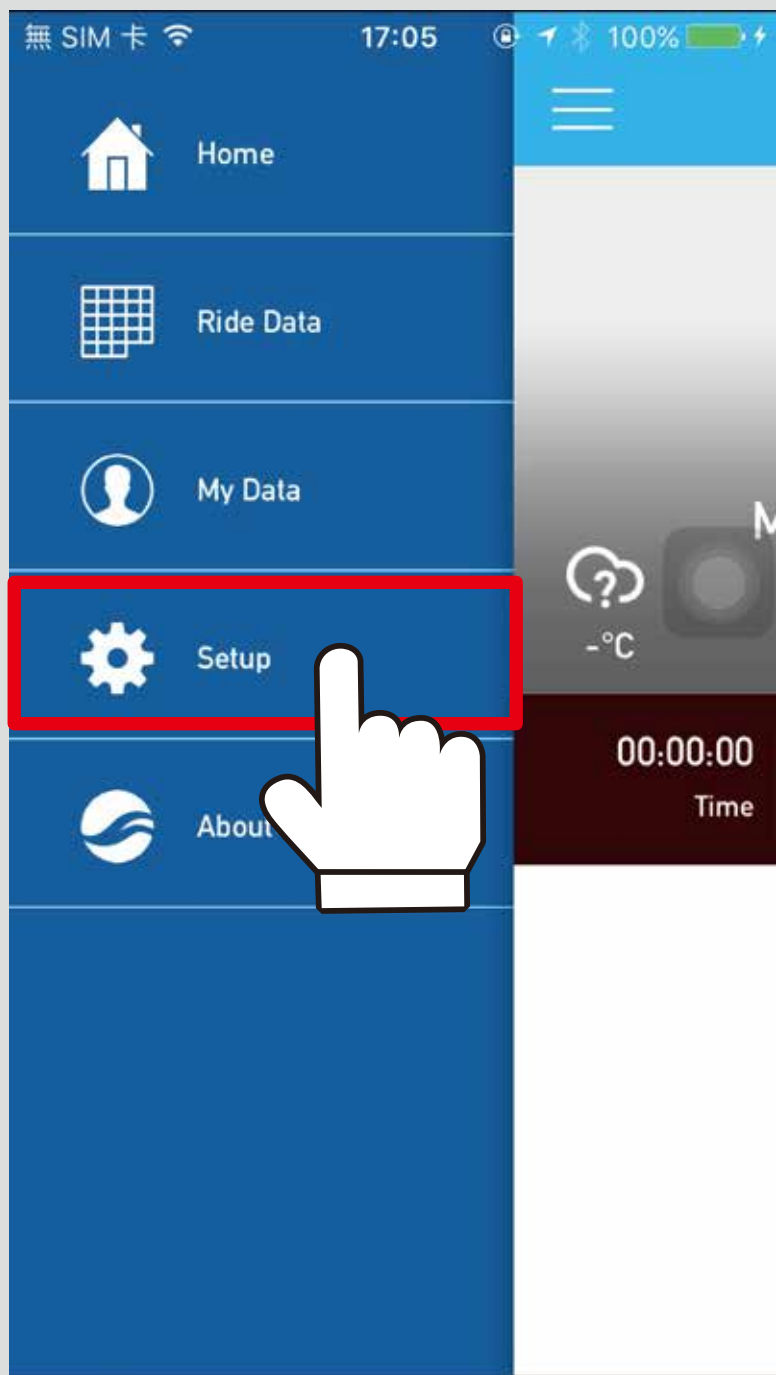 無 SIM 卡 17:05 100%
Home
Ride Data
My Data
M
-°C
Setup
00:00:00
Time
About